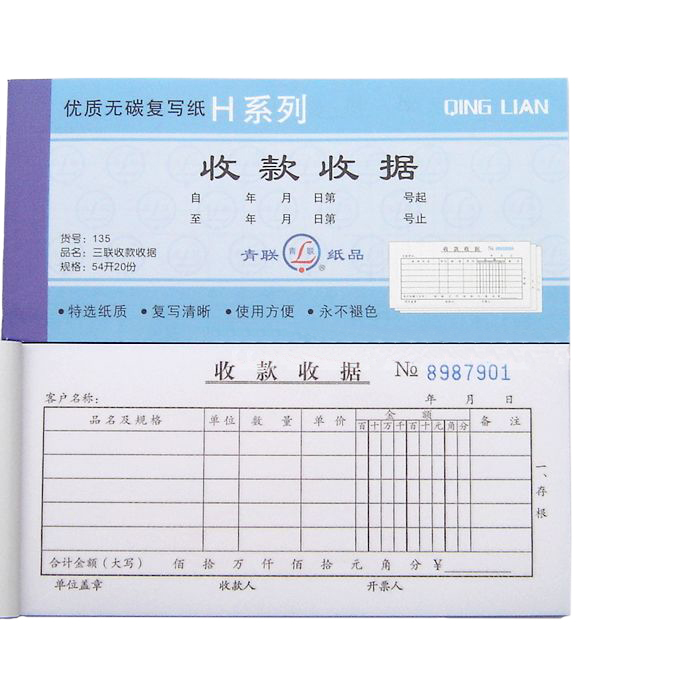 优质无碳复写纸 H 系列 QING LIAN
收款收据
自 年 月 日第 号起
至 年 月 日第 号止
货号：135
品名：三联收款收据
规格：54开20份
青联 青联 纸品 ®
收款收据 №
•特选纸质 •复写清晰 •使用方便 •永不褪色
收款收据 № 8987901
客户名称： 年 月 日
品名及规格 单位 数量 单价 金额 备注
百 十 万 千 百 十 元 角 分
一、存根
合计金额（大写） 佰 拾 万 仟 佰 拾 元 角 分 ¥
单位盖章 收款人 开票人